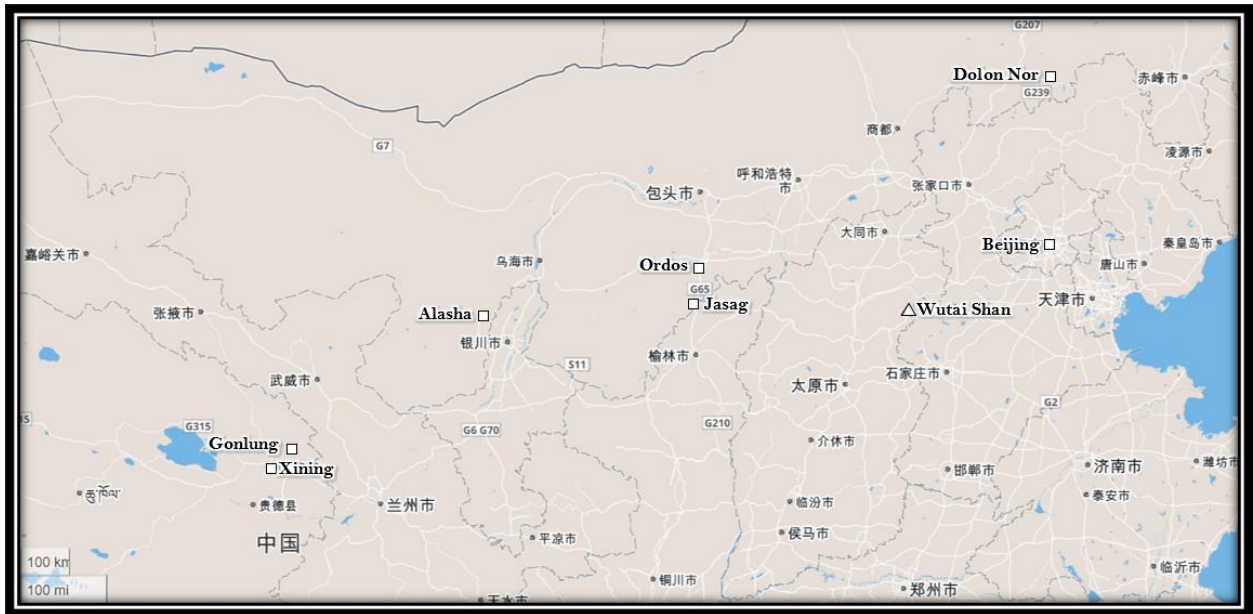 G207
Dolon Nor
赤峰市
G239
商都
G7
凌源市
呼和浩特
市
包头市
张家口市
大同市
Beijing
秦皇岛市
嘉峪关市
乌海市
Ordos
唐山市
G65
天津市
张掖市
Alasha
Jasag
Wutai Shan
银川市
榆林市
S11
石家庄市
武威市
太原市
G2
G315
G6 G70
G210
Gonlung
介休市
Xining
邯郸市
济南市
潍坊市
贵德县
兰州市
临汾市
泰安市
中国
平凉市
侯马市
100 km
铜川市
临沂市
100 mi
天水市
郑州市